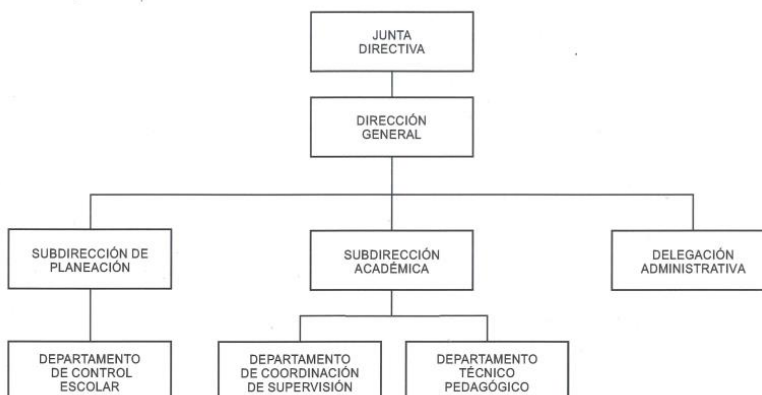 JUNTA
DIRECTIVA
DIRECCIÓN
GENERAL
SUBDIRECCIÓN DE
PLANEACIÓN
SUBDIRECCIÓN
ACADÉMICA
DELEGACIÓN
ADMINISTRATIVA
DEPARTAMENTO
DE CONTROL
ESCOLAR
DEPARTAMENTO
DE COORDINACIÓN
DE SUPERVISIÓN
DEPARTAMENTO
TÉCNICO
PEDAGÓGICO